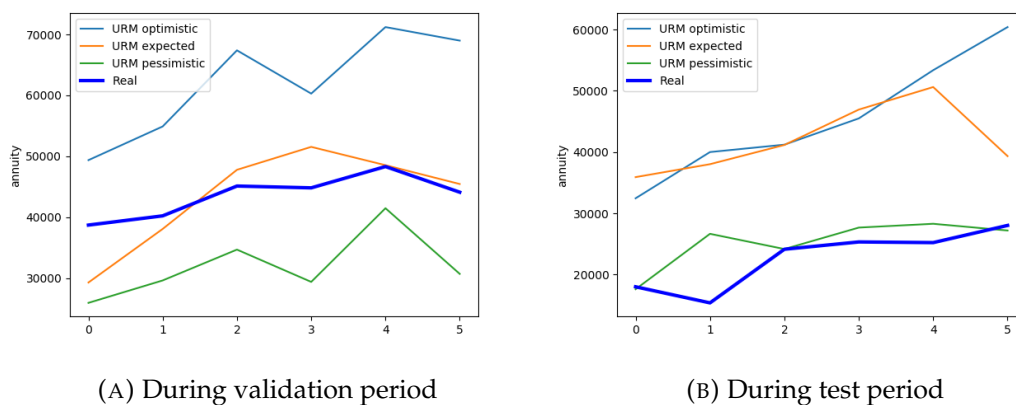 URM optimistic
URM expected
URM pessimistic
Real
annuity
70000
60000
50000
40000
30000
0 1 2 3 4 5
(A) During validation period
URM optimistic
URM expected
URM pessimistic
Real
annuity
60000
50000
40000
30000
20000
0 1 2 3 4 5
(B) During test period